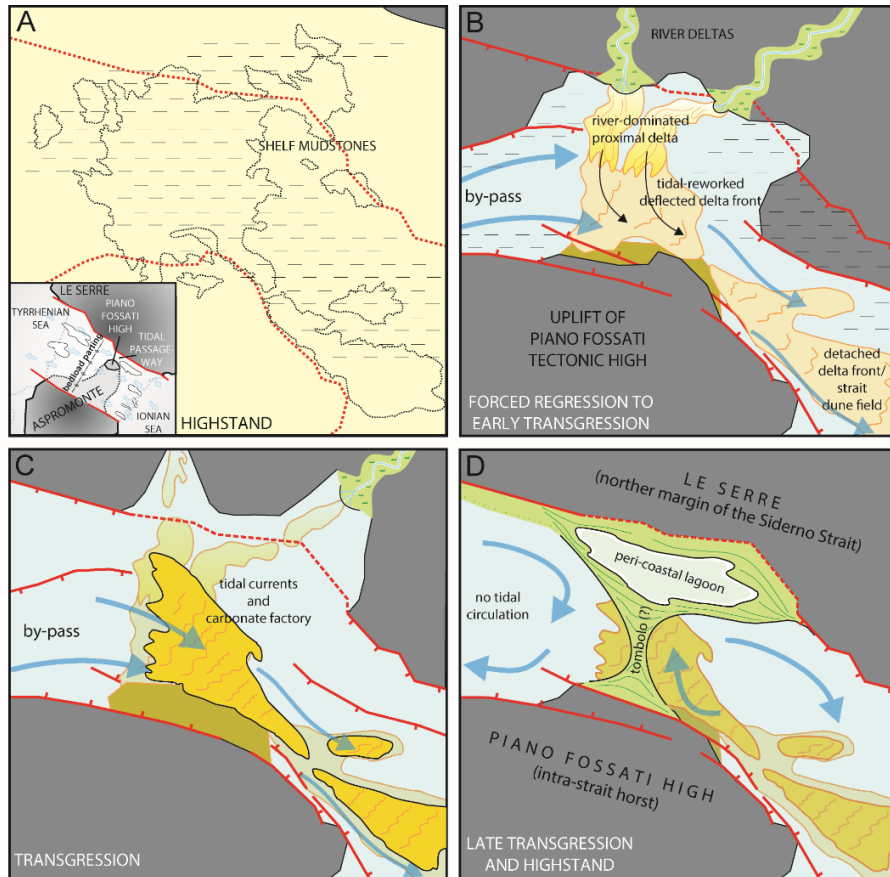 A
SHELF MUDSTONES
LE SERRE
TYRRHENIAN
SEA
PIANO
FOSSATI
HIGH
TIDAL
PASSAGE-
WAY
bedload parting
ASPROMONTE
IONIAN
SEA
HIGHSTAND
B
RIVER DELTAS
river-dominated
proximal delta
tidal-reworked
deflected delta front
by-pass
UPLIFT OF
PIANO FOSSATI
TECTONIC HIGH
detached
delta front/
strait
dune field
FORCED REGRESSION TO
EARLY TRANSGRESSION
C
tidal currents
and
carbonate factory
by-pass
TRANSGRESSION
D
LE SERRE
(norther margin of the Siderno Strait)
peri-coastal lagoon
no tidal
circulation
tombolo (?)
PIANO FOSSATI HIGH
(intra-strait horst)
LATE TRANSGRESSION
AND HIGHSTAND